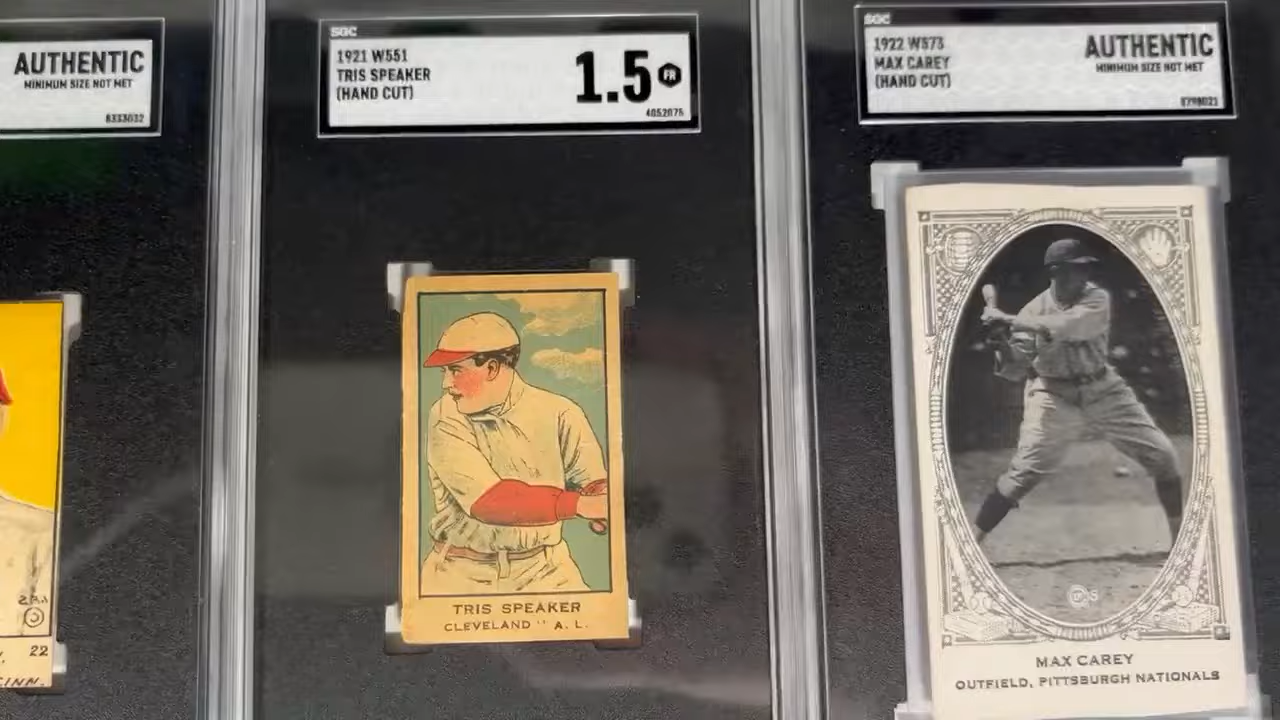 AUTHENTIC
MINIMUM SIZE NOT MET
8333032
22
CINN.
SGC
1921 W551
TRIS SPEAKER
(HAND CUT)
1.5
FR
4052075
TRIS SPEAKER
CLEVELAND " A. L.
SGC
1922 W573
MAX CAREY
(HAND CUT)
AUTHENTIC
MINIMUM SIZE NOT MET
MAX CAREY
OUTFIELD, PITTSBURGH NATIONALS